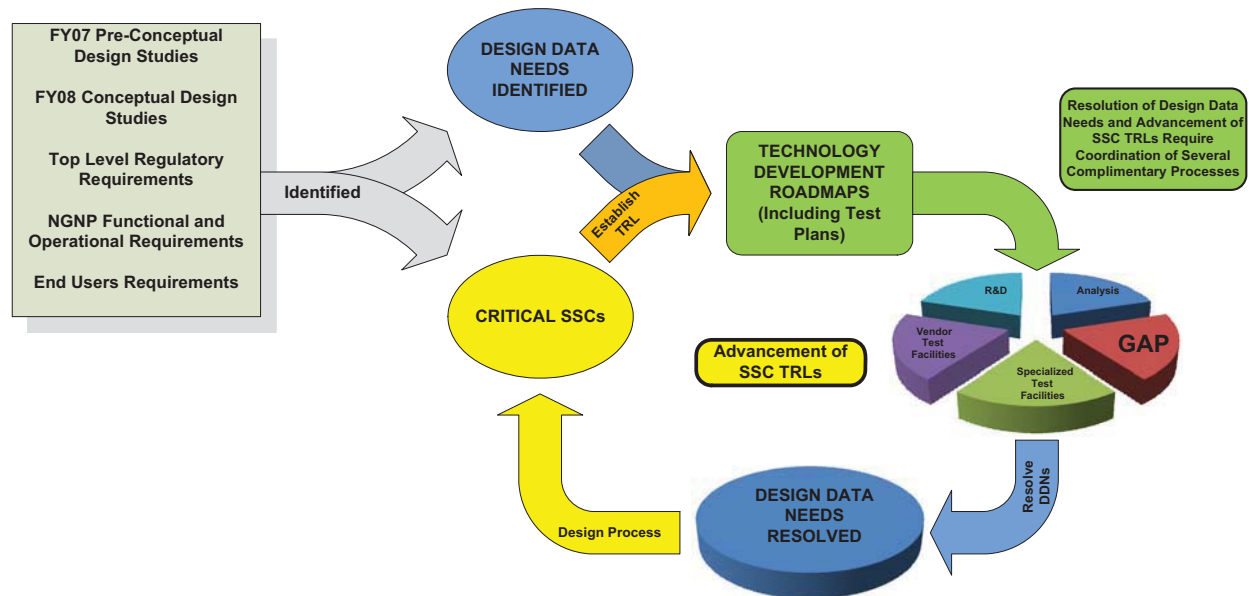 FY07 Pre-Conceptual
Design Studies
FY08 Conceptual Design
Studies
Top Level Regulatory
Requirements
NGNP Functional and
Operational Requirements
End Users Requirements
Identified
DESIGN DATA
NEEDS
IDENTIFIED
CRITICAL SSCs
Establish
TRL
TECHNOLOGY
DEVELOPMENT
ROADMAPS
(Including Test
Plans)
Resolution of Design Data
Needs and Advancement of
SSC TRLs Require
Coordination of Several
Complimentary Processes
R&D
Analysis
Vendor
Test
Facilities
GAP
Specialized
Test
Facilities
Advancement of
SSC TRLs
Resolve
DDNs
DESIGN DATA
NEEDS
RESOLVED
Design Process